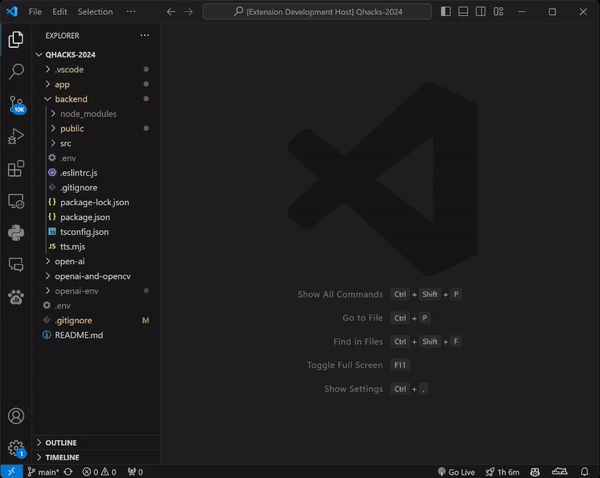 File Edit Selection ··· [Extension Development Host] Qhacks-2024
EXPLORER ···
QHACKS-2024
.vscode
app
backend
node_modules
public
src
.env
.eslintrc.js
.gitignore
{} package-lock.json
{} package.json
TS tsconfig.json
JS tts.mjs
open-ai
openai-and-opencv
openai-env
.env
.gitignore M
README.md
10K
Show All Commands Ctrl + Shift + P
Go to File Ctrl + P
Find in Files Ctrl + Shift + F
Toggle Full Screen F11
Show Settings Ctrl + ,
OUTLINE
TIMELINE
1
main* 0 0 0 Go Live 1h 6m